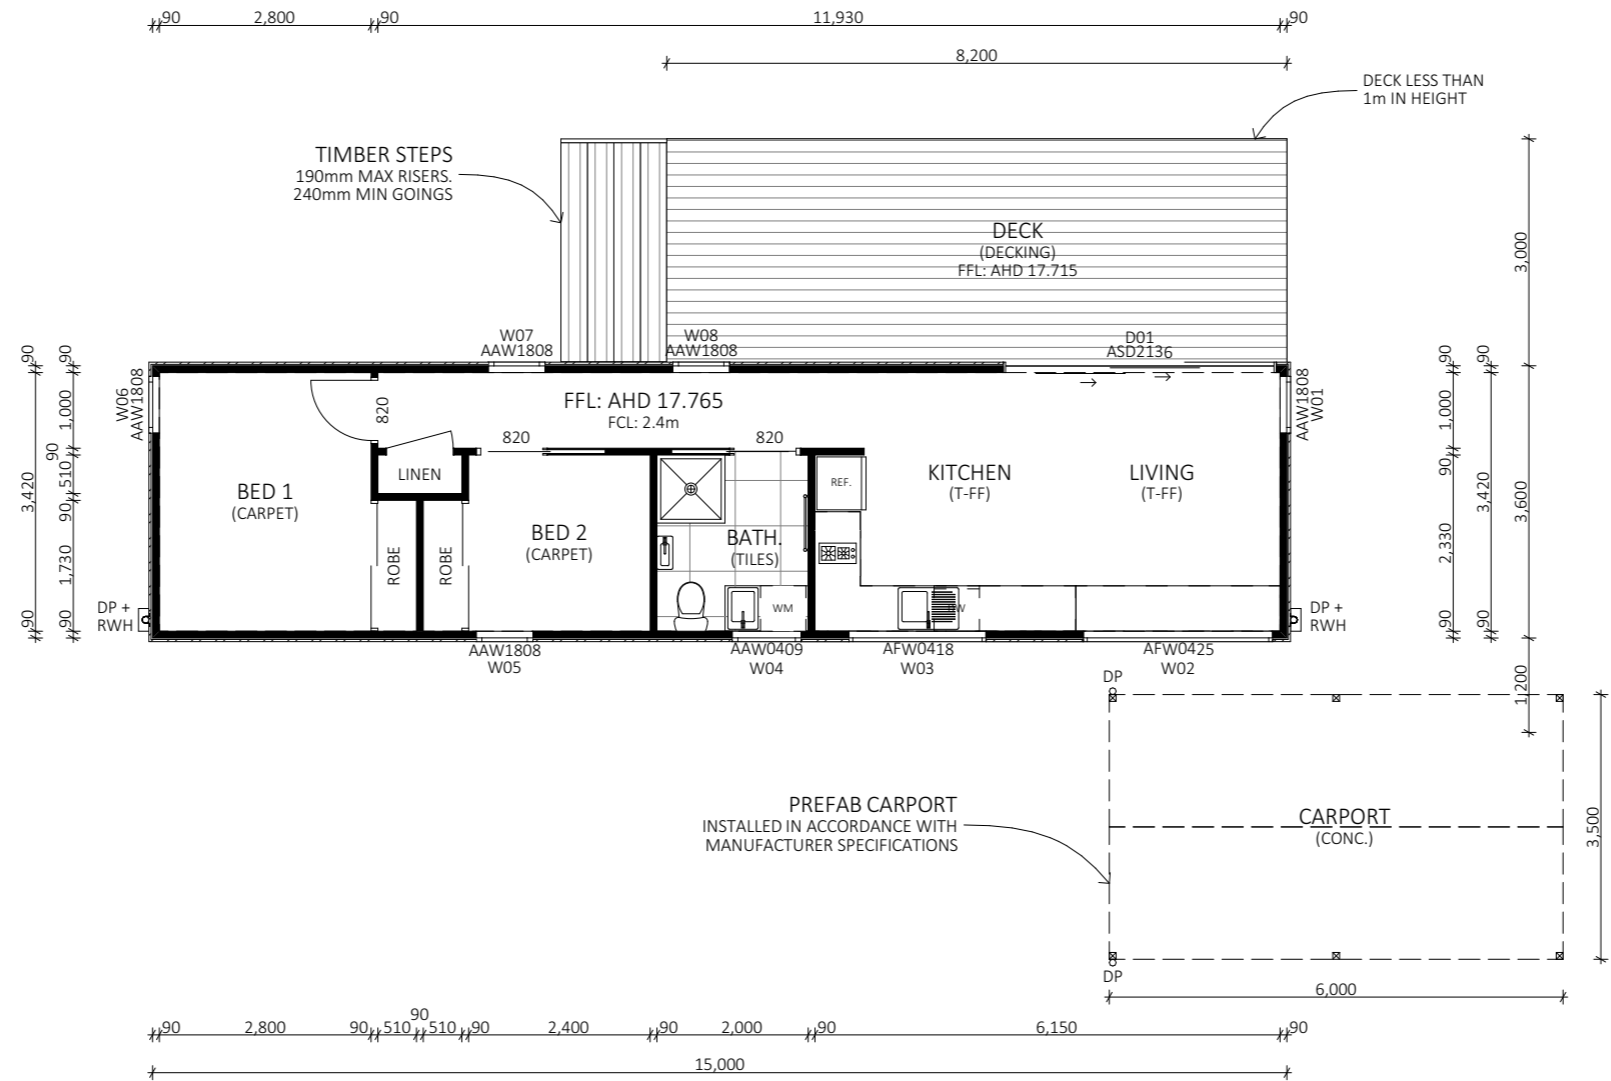 90 2,800 90 11,930 90
8,200
DECK LESS THAN
1m IN HEIGHT
TIMBER STEPS
190mm MAX RISERS.
240mm MIN GOINGS
DECK
(DECKING)
FFL: AHD 17.715
3,000
W07
AAW1808
W08
AAW1808
D01
ASD2136
90
3,420
90
90
1,000
90
510
90
1,730
90
W06
AAW1808
820
FFL: AHD 17.765
FCL: 2.4m
820
820
LINEN
BED 1
(CARPET)
ROBE
ROBE
BED 2
(CARPET)
BATH.
(TILES)
WM
REF.
KITCHEN
(T-FF)
LIVING
(T-FF)
AAW1808
W01
90
1,000
90
2,330
90
90
3,420
90
3,600
DP +
RWH
DP +
RWH
AAW1808
W05
AAW0409
W04
AFW0418
W03
AFW0425
W02
1,200
DP
PREFAB CARPORT
INSTALLED IN ACCORDANCE WITH
MANUFACTURER SPECIFICATIONS
CARPORT
(CONC.)
3,500
DP
6,000
90 2,800 90 510 90 510 90 2,400 90 2,000 90 6,150 90
15,000